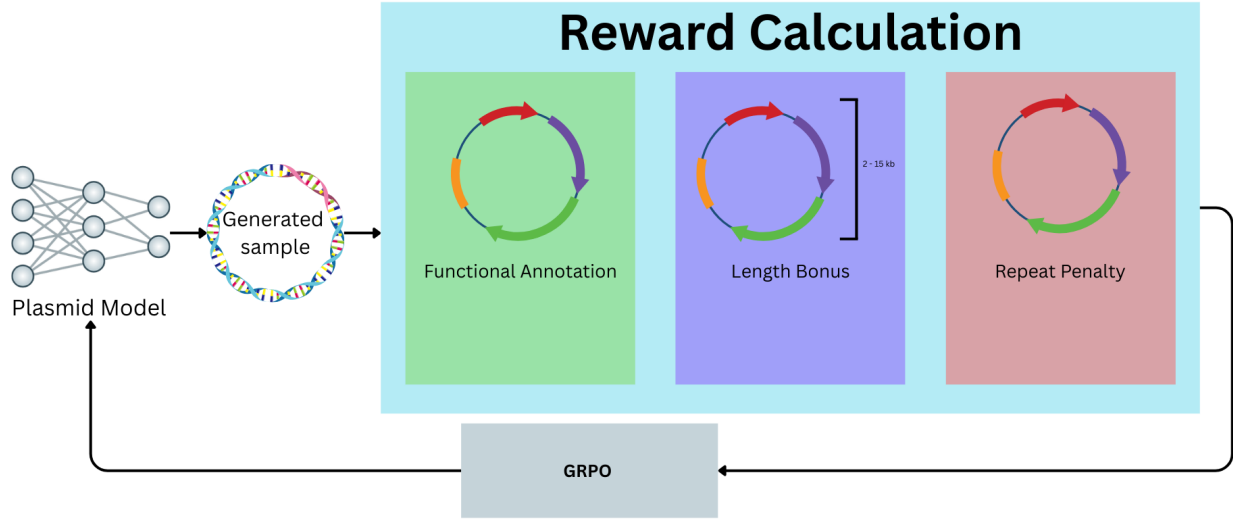 Reward Calculation
Generated
sample
2 - 15 kb
Functional Annotation
Length Bonus
Repeat Penalty
Plasmid Model
GRPO